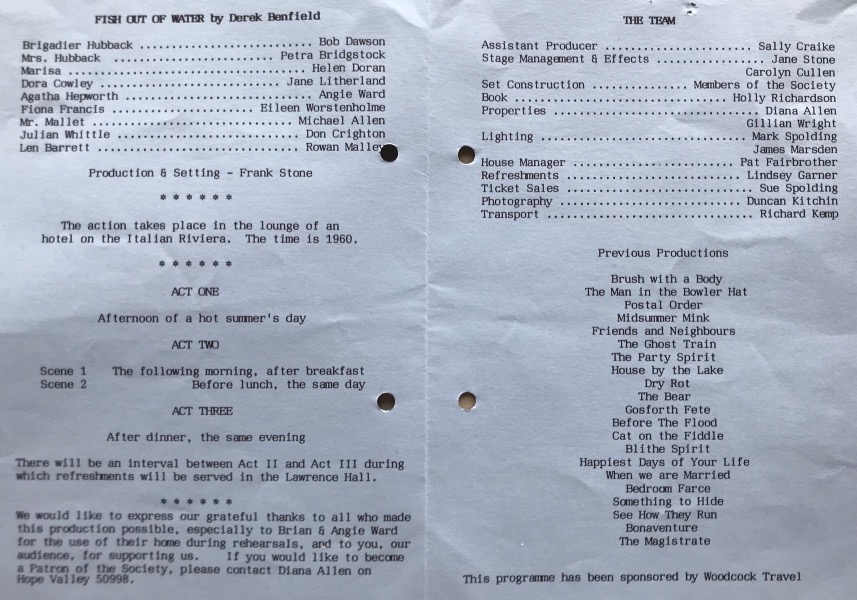 FISH OUT OF WATER by Derek Benfield
Brigadier Hubback .......................... Bob Dawson
Mrs. Hubback ......................... Petra Bridgstock
Marisa ..................................... Helen Doran
Dora Cowley .............................. Jane Litherland
Agatha Hepworth ............................. Angie Ward
Fiona Francis ....................... Eileen Worstenholme
Mr. Mallet ............................... Michael Allen
Julian Whittle ............................ Don Crighton
Len Barrett ............................... Rowan Malley
Production & Setting - Frank Stone
* * * * * *
The action takes place in the lounge of an
hotel on the Italian Riviera. The time is 1960.
* * * * * *
ACT ONE
Afternoon of a hot summer's day
ACT TWO
Scene 1 The following morning, after breakfast
Scene 2 Before lunch, the same day
ACT THREE
After dinner, the same evening
There will be an interval between Act II and Act III during
which refreshments will be served in the Lawrence Hall.
* * * * * *
We would like to express our grateful thanks to all who made
this production possible, especially to Brian & Angie Ward
for the use of their home during rehearsals, and to you, our
audience, for supporting us. If you would like to become
a Patron of the Society, please contact Diana Allen on
Hope Valley 50998.
THE TEAM
Assistant Producer ...................... Sally Craike
Stage Management & Effects ................ Jane Stone
Carolyn Cullen
Set Construction .............. Members of the Society
Book ................................ Holly Richardson
Properties ............................... Diana Allen
Gillian Wright
Lighting ............................... Mark Spolding
James Marsden
House Manager .......................... Pat Fairbrother
Refreshments .......................... Lindsey Garner
Ticket Sales ............................ Sue Spolding
Photography .......................... Duncan Kitchin
Transport ............................... Richard Kemp
Previous Productions
Brush with a Body
The Man in the Bowler Hat
Postal Order
Midsummer Mink
Friends and Neighbours
The Ghost Train
The Party Spirit
House by the Lake
Dry Rot
The Bear
Gosforth Fete
Before The Flood
Cat on the Fiddle
Blithe Spirit
Happiest Days of Your Life
When we are Married
Bedroom Farce
Something to Hide
See How They Run
Bonaventure
The Magistrate
This programme has been sponsored by Woodcock Travel